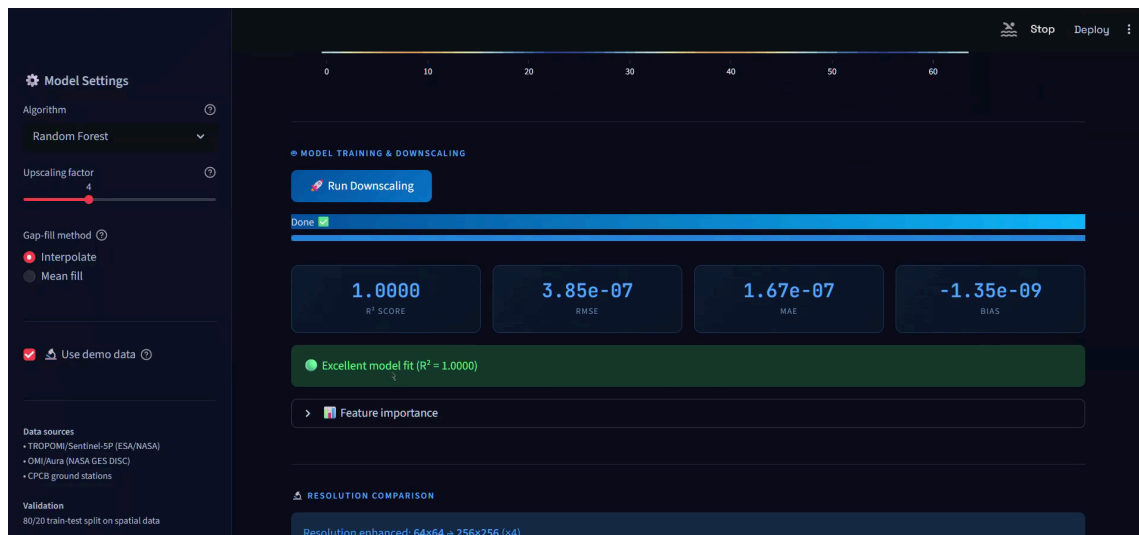 Stop Deploy
0 10 20 30 40 50 60
Model Settings
Algorithm
Random Forest
Upscaling factor
4
Gap-fill method
Interpolate
Mean fill
Use demo data
Data sources
• TROPOMI/Sentinel-5P (ESA/NASA)
• OMI/Aura (NASA GES DISC)
• CPCB ground stations
Validation
80/20 train-test split on spatial data
MODEL TRAINING & DOWNSCALING
Run Downscaling
Done
1.0000 3.85e-07 1.67e-07 -1.35e-09
R² SCORE RMSE MAE BIAS
Excellent model fit (R² = 1.0000)
Feature importance
RESOLUTION COMPARISON
Resolution enhanced: 64×64 → 256×256 (×4)